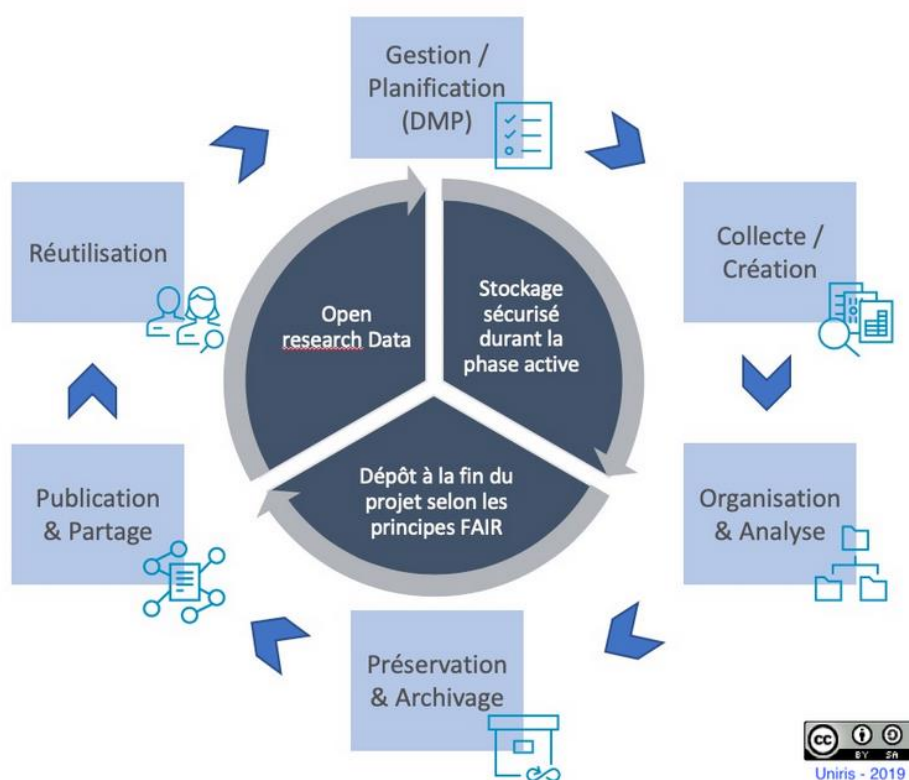 Gestion /
Planification
(DMP)
Collecte /
Création
Organisation
& Analyse
Préservation
& Archivage
Publication
& Partage
Réutilisation
Stockage
sécurisé
durant la
phase active
Dépôt à la fin du
projet selon les
principes FAIR
Open
research Data
cc
BY SA
Uniris - 2019